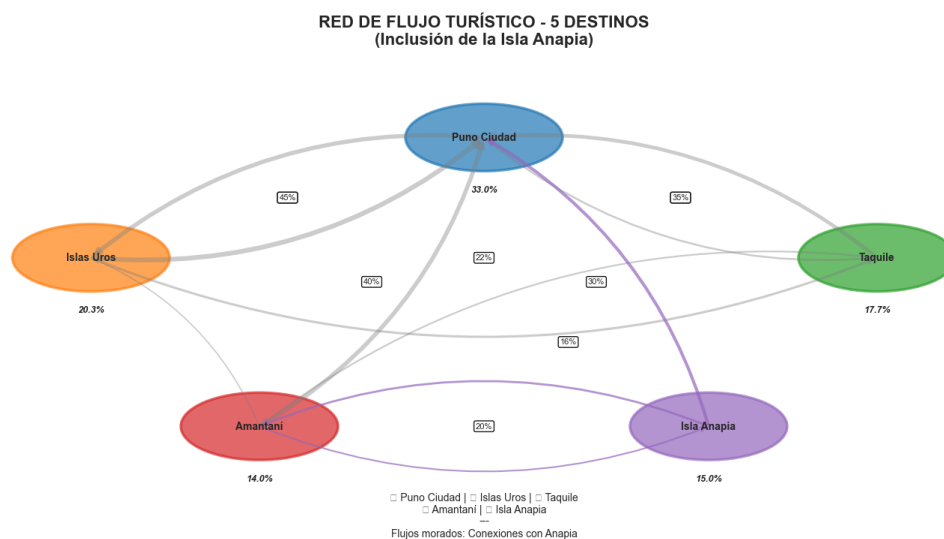 RED DE FLUJO TURÍSTICO - 5 DESTINOS
(Inclusión de la Isla Anapia)
Puno Ciudad
33.0%
45%
35%
Islas Uros
20.3%
22%
Taquile
17.7%
40%
30%
16%
Amantaní
14.0%
20%
Isla Anapia
15.0%
□ Puno Ciudad | □ Islas Uros | □ Taquile
□ Amantaní | □ Isla Anapia
—
Flujos morados: Conexiones con Anapia